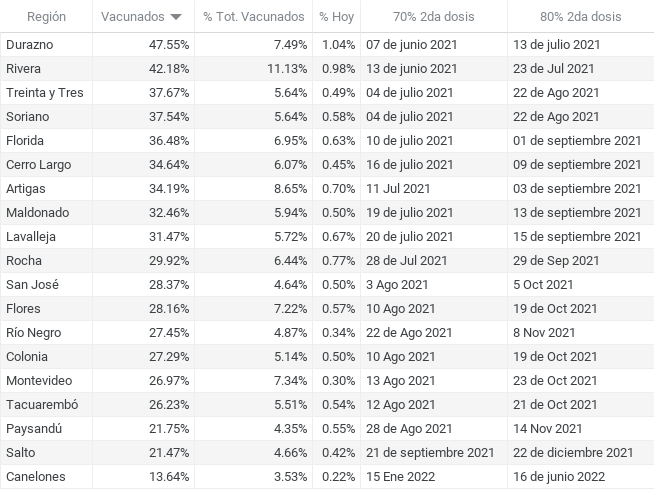 Región Vacunados % Tot. Vacunados % Hoy 70% 2da dosis 80% 2da dosis
Durazno 47.55% 7.49% 1.04% 07 de junio 2021 13 de julio 2021
Rivera 42.18% 11.13% 0.98% 13 de junio 2021 23 de Jul 2021
Treinta y Tres 37.67% 5.64% 0.49% 04 de julio 2021 22 de Ago 2021
Soriano 37.54% 5.64% 0.58% 04 de julio 2021 22 de Ago 2021
Florida 36.48% 6.95% 0.63% 10 de julio 2021 01 de septiembre 2021
Cerro Largo 34.64% 6.07% 0.45% 16 de julio 2021 09 de septiembre 2021
Artigas 34.19% 8.65% 0.70% 11 Jul 2021 03 de septiembre 2021
Maldonado 32.46% 5.94% 0.50% 19 de julio 2021 13 de septiembre 2021
Lavalleja 31.47% 5.72% 0.67% 20 de julio 2021 15 de septiembre 2021
Rocha 29.92% 6.44% 0.77% 28 de Jul 2021 29 de Sep 2021
San José 28.37% 4.64% 0.50% 3 Ago 2021 5 Oct 2021
Flores 28.16% 7.22% 0.57% 10 Ago 2021 19 de Oct 2021
Río Negro 27.45% 4.87% 0.34% 22 de Ago 2021 8 Nov 2021
Colonia 27.29% 5.14% 0.50% 10 Ago 2021 19 de Oct 2021
Montevideo 26.97% 7.34% 0.30% 13 Ago 2021 23 de Oct 2021
Tacuarembó 26.23% 5.51% 0.54% 12 Ago 2021 21 de Oct 2021
Paysandú 21.75% 4.35% 0.55% 28 de Ago 2021 14 Nov 2021
Salto 21.47% 4.66% 0.42% 21 de septiembre 2021 22 de diciembre 2021
Canelones 13.64% 3.53% 0.22% 15 Ene 2022 16 de junio 2022